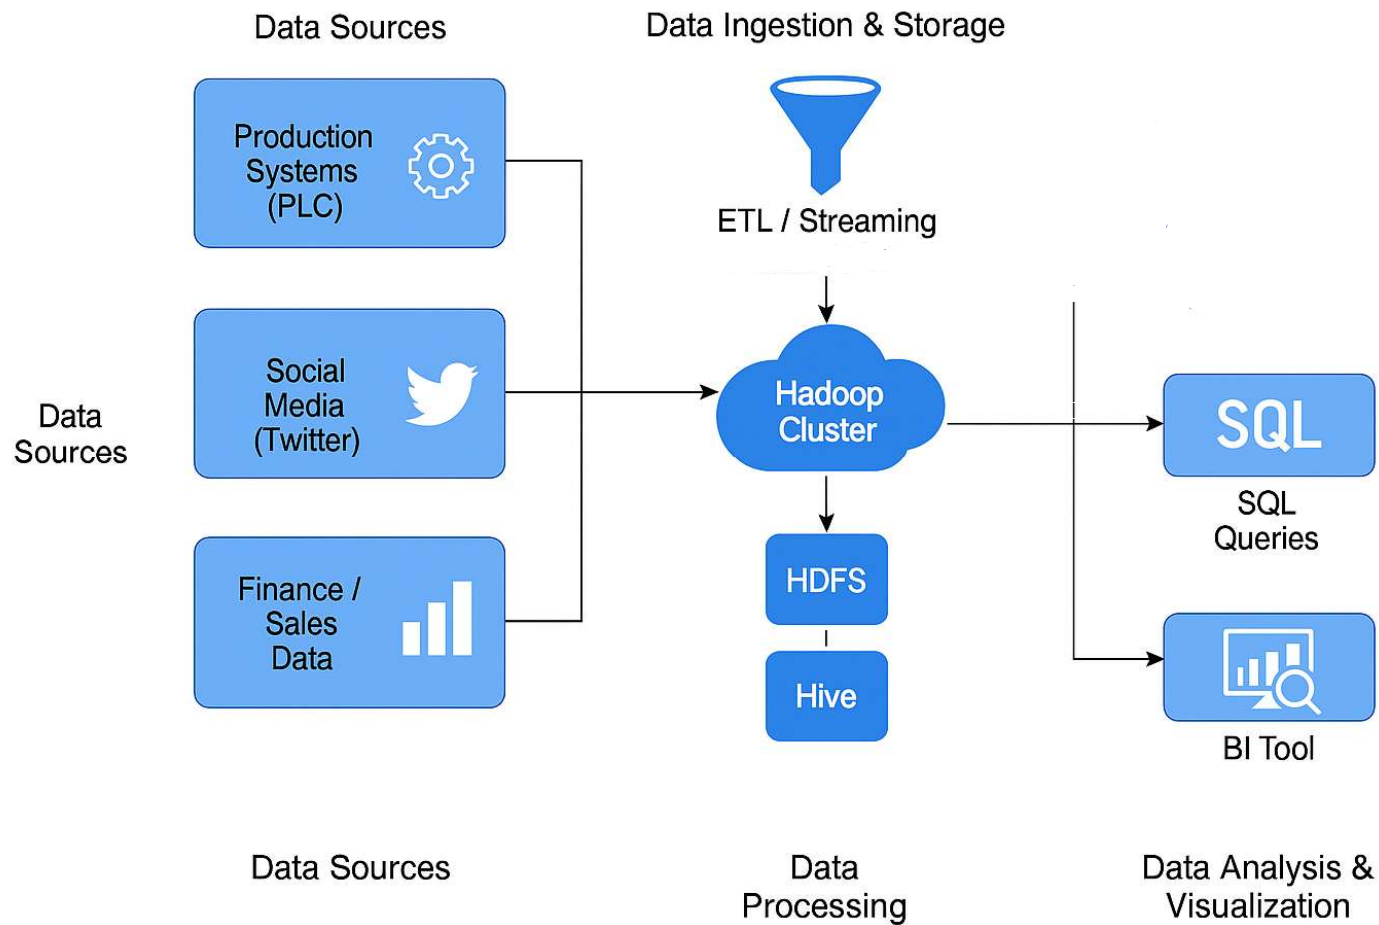 Data Sources
Data Ingestion & Storage
Production
Systems
(PLC)
ETL / Streaming
Social
Media
(Twitter)
Hadoop
Cluster
SQL
SQL
Queries
Data
Sources
Finance /
Sales
Data
HDFS
Hive
BI Tool
Data Sources
Data
Processing
Data Analysis &
Visualization